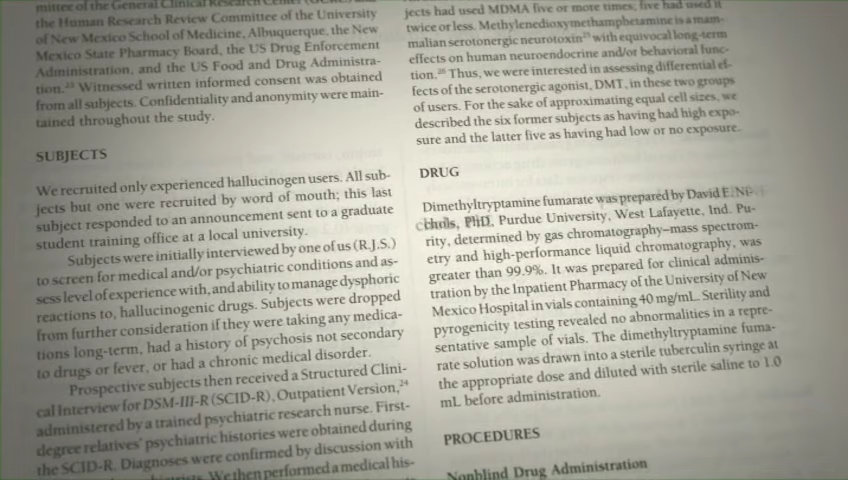 mittee of the General Clinical Research Center (GCRC) and
the Human Research Review Committee of the University
of New Mexico School of Medicine, Albuquerque, the New
Mexico State Pharmacy Board, the US Drug Enforcement
Administration, and the US Food and Drug Administra-
tion.23 Witnessed written informed consent was obtained
from all subjects. Confidentiality and anonymity were main-
tained throughout the study.
SUBJECTS
We recruited only experienced hallucinogen users. All sub-
jects but one were recruited by word of mouth; this last
subject responded to an announcement sent to a graduate
student training office at a local university.
Subjects were initially interviewed by one of us (R.J.S.)
to screen for medical and/or psychiatric conditions and as-
sess level of experience with, and ability to manage dysphoric
reactions to, hallucinogenic drugs. Subjects were dropped
from further consideration if they were taking any medica-
tions long-term, had a history of psychosis not secondary
to drugs or fever, or had a chronic medical disorder.
Prospective subjects then received a Structured Clini-
cal Interview for DSM-III-R (SCID-R), Outpatient Version,24
administered by a trained psychiatric research nurse. First-
degree relatives' psychiatric histories were obtained during
the SCID-R. Diagnoses were confirmed by discussion with
We then performed a medical his-
jects had used MDMA five or more times; five had used it
twice or less. Methylenedioxymethamphetamine is a mam-
malian serotonergic neurotoxin25 with equivocal long-term
effects on human neuroendocrine and/or behavioral func-
tion.26 Thus, we were interested in assessing differential ef-
fects of the serotonergic agonist, DMT, in these two groups
of users. For the sake of approximating equal cell sizes, we
described the six former subjects as having had high expo-
sure and the latter five as having had low or no exposure.
DRUG
Dimethyltryptamine fumarate was prepared by David E. Ni-
chols, PhD, Purdue University, West Lafayette, Ind. Pu-
rity, determined by gas chromatography–mass spectrom-
etry and high-performance liquid chromatography, was
greater than 99.9%. It was prepared for clinical adminis-
tration by the Inpatient Pharmacy of the University of New
Mexico Hospital in vials containing 40 mg/mL. Sterility and
pyrogenicity testing revealed no abnormalities in a repre-
sentative sample of vials. The dimethyltryptamine fuma-
rate solution was drawn into a sterile tuberculin syringe at
the appropriate dose and diluted with sterile saline to 1.0
mL before administration.
PROCEDURES
Nonblind Drug Administration